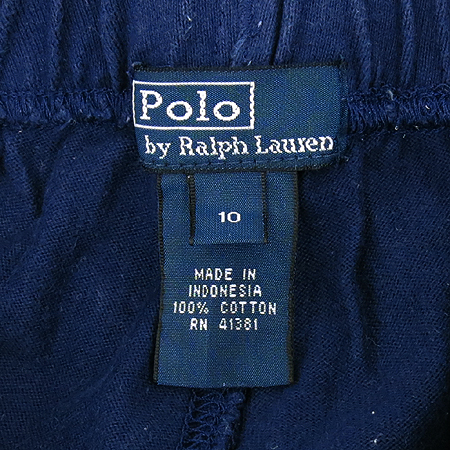 Polo
by Ralph Lauren
10
MADE IN
INDONESIA
100% COTTON
RN 41381